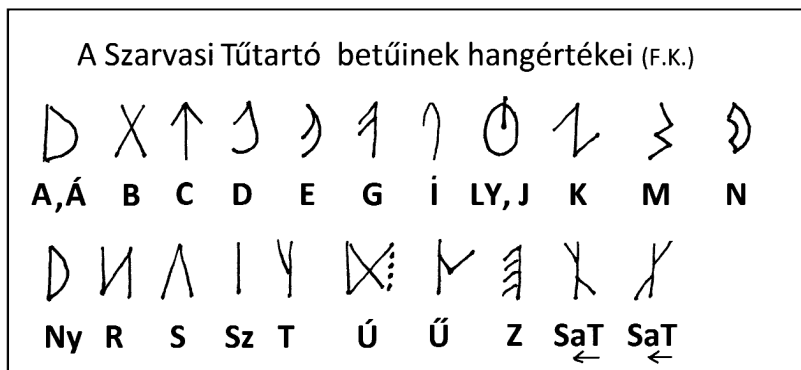 A Szarvasi Tűtartó betűinek hangértékei (F.K.)
A,Á B C D E G İ LY, J K M N
Ny R S Sz T Ú Ű Z SaT SaT
← ←